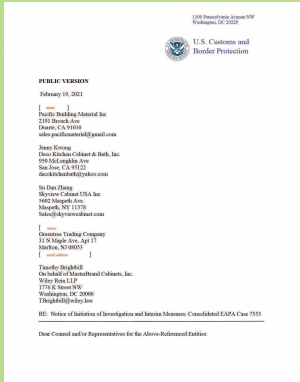 1300 Pennsylvania Avenue NW
Washington, DC 20229
U.S. Customs and
Border Protection
PUBLIC VERSION
February 19, 2021
[ name ]
Pacific Building Material Inc
2191 Broach Ave
Duarte, CA 91010
sales.pacificmaterial@gmail.com
Jenny Kwong
Deco Kitchen Cabinet & Bath, Inc.
950 McLaughlin Ave
San Jose, CA 95122
decokitchenbath@yahoo.com
Su Dan Zhang
Skyview Cabinet USA Inc
5602 Maspeth Ave.
Maspeth, NY 11378
Sales@skyviewcabinet.com
[ name ]
Greentree Trading Company
31 N Maple Ave, Apt 17
Marlton, NJ 08053
[ email address ]
Timothy Brightbill
On behalf of MasterBrand Cabinets, Inc.
Wiley Rein LLP
1776 K Street NW
Washington, DC 20006
TBrightbill@wiley.law
RE: Notice of Initiation of Investigation and Interim Measures: Consolidated EAPA Case 7553
Dear Counsel and/or Representatives for the Above-Referenced Entities: